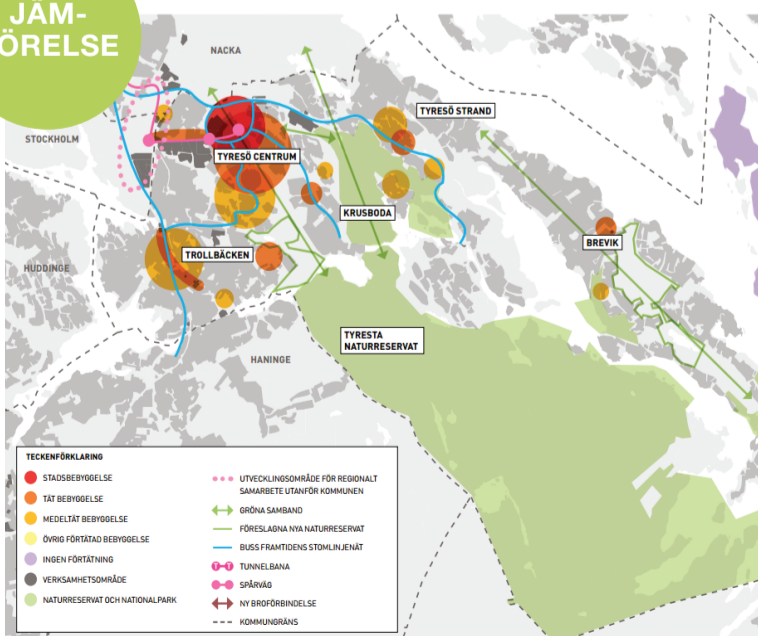 JÄM-
ÖRELSE
NACKA
TYRESÖ STRAND
STOCKHOLM
TYRESÖ CENTRUM
KRUSBODA
BREVIK
TROLLBÄCKEN
HUDDINGE
TYRESTA
NATURRESERVAT
HANINGE
TECKENFÖRKLARING
STADSBEBYGGELSE
TÄT BEBYGGELSE
MEDELTÄT BEBYGGELSE
ÖVRIG FÖRTÄTAD BEBYGGELSE
INGEN FÖRTÄTNING
VERKSAMHETSOMRÅDE
NATURRESERVAT OCH NATIONALPARK
UTVECKLINGSOMRÅDE FÖR REGIONALT
SAMARBETE UTANFÖR KOMMUNEN
GRÖNA SAMBAND
FÖRESLAGNA NYA NATURRESERVAT
BUSS FRAMTIDENS STOMLINJENÄT
T T TUNNELBANA
SPÅRVÄG
NY BROFÖRBINDELSE
KOMMUNGRÄNS